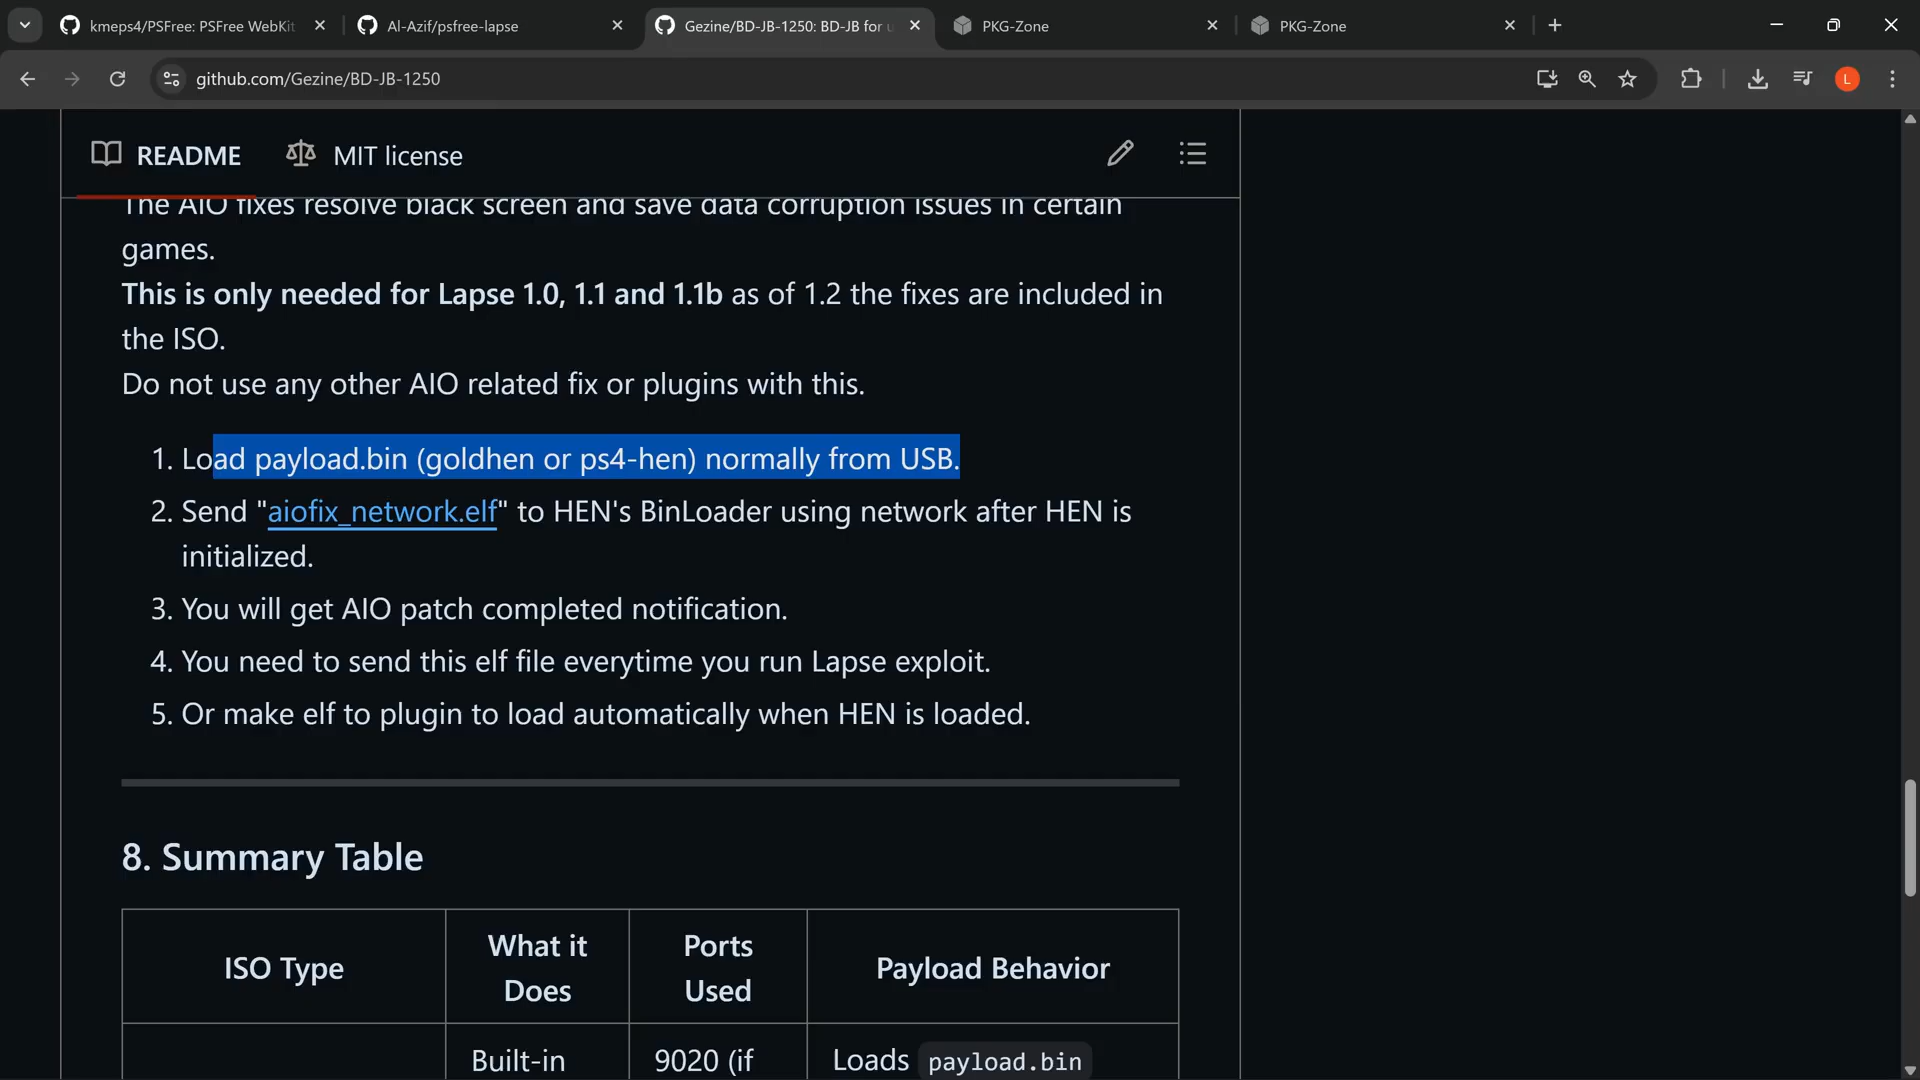 kmeps4/PSFree: PSFree WebKit
Al-Azif/psfree-lapse
Gezine/BD-JB-1250: BD-JB for u
PKG-Zone
PKG-Zone
github.com/Gezine/BD-JB-1250
L
README
MIT license
The AIO fixes resolve black screen and save data corruption issues in certain
games.
This is only needed for Lapse 1.0, 1.1 and 1.1b as of 1.2 the fixes are included in
the ISO.
Do not use any other AIO related fix or plugins with this.
1. Load payload.bin (goldhen or ps4-hen) normally from USB.
2. Send "aiofix_network.elf" to HEN's BinLoader using network after HEN is
initialized.
3. You will get AIO patch completed notification.
4. You need to send this elf file everytime you run Lapse exploit.
5. Or make elf to plugin to load automatically when HEN is loaded.
8. Summary Table
ISO Type
What it
Does
Ports
Used
Payload Behavior
Built-in
9020 (if
Loads payload.bin